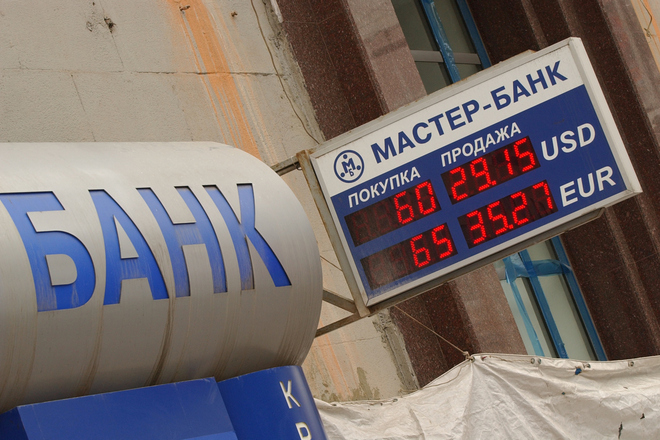 БАНК
МАСТЕР-БАНК
ПОКУПКА ПРОДАЖА
60 29.15 USD
65 35.27 EUR
К